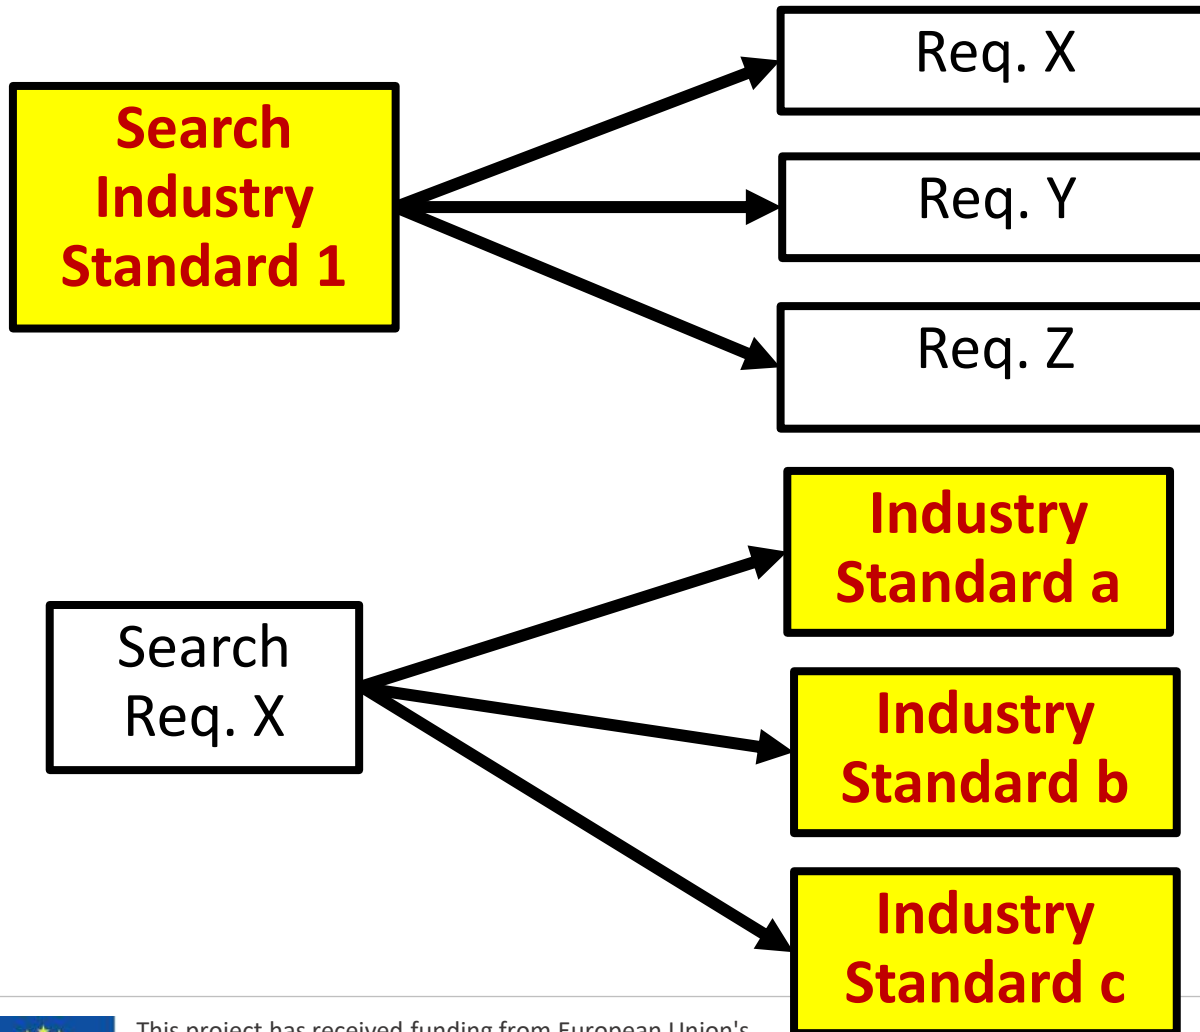 Search
Industry
Standard 1
Req. X
Req. Y
Req. Z
Search
Req. X
Industry
Standard a
Industry
Standard b
Industry
Standard c
This project has received funding from European Union's